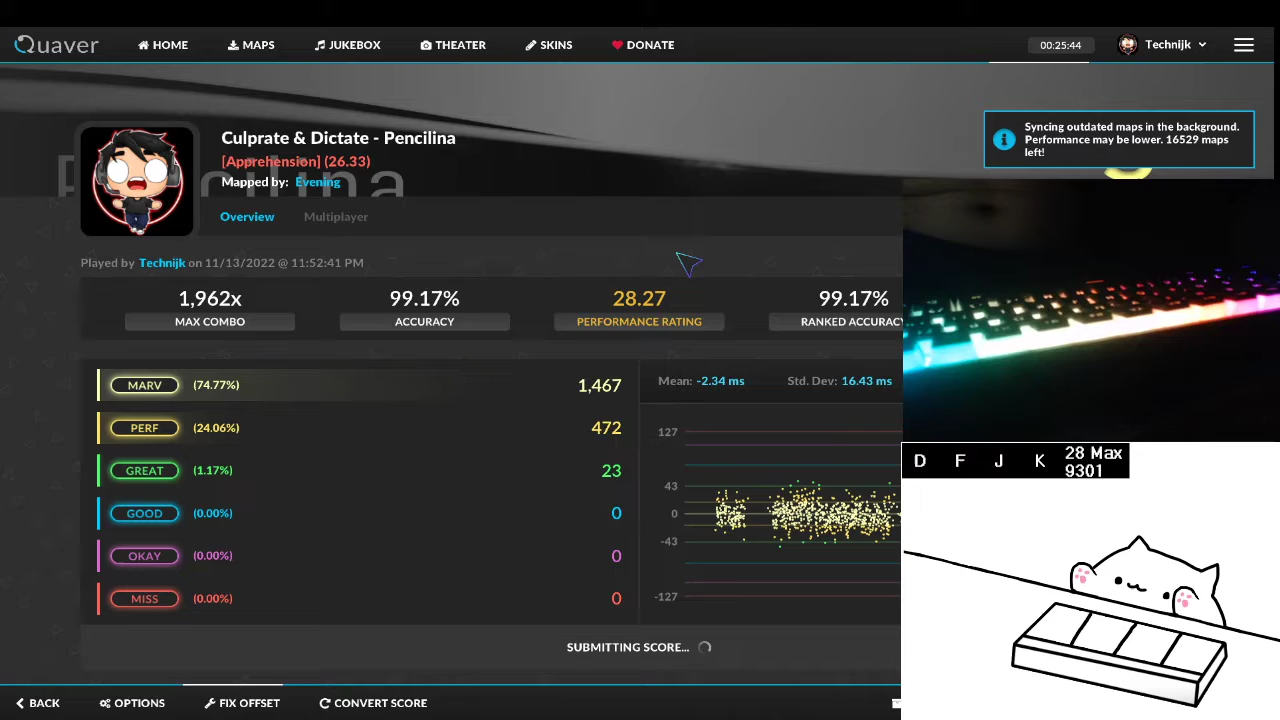 Quaver
HOME
MAPS
JUKEBOX
THEATER
SKINS
DONATE
00:25:44
Technijk
Syncing outdated maps in the background.
Performance may be lower. 16529 maps
left!
Culprate & Dictate - Pencilina
[Apprehension] (26.33)
Mapped by: Evening
Overview
Multiplayer
Played by Technijk on 11/13/2022 @ 11:52:41 PM
1,962x
MAX COMBO
99.17%
ACCURACY
28.27
PERFORMANCE RATING
99.17%
RANKED ACCURACY
MARV (74.77%) 1,467
PERF (24.06%) 472
GREAT (1.17%) 23
GOOD (0.00%) 0
OKAY (0.00%) 0
MISS (0.00%) 0
Mean: -2.34 ms
Std. Dev: 16.43 ms
127
43
0
-43
-127
SUBMITTING SCORE...
D F J K
28 Max
9301
BACK
OPTIONS
FIX OFFSET
CONVERT SCORE